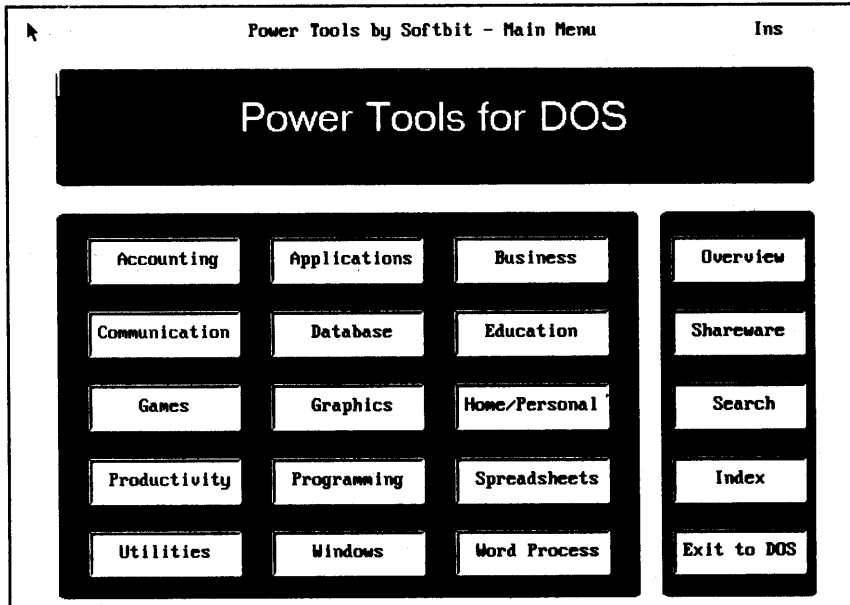 Power Tools by Softbit - Main Menu Ins
Power Tools for DOS
Accounting Applications Business Overview
Communication Database Education Shareware
Games Graphics Home/Personal Search
Productivity Programming Spreadsheets Index
Utilities Windows Word Process Exit to DOS